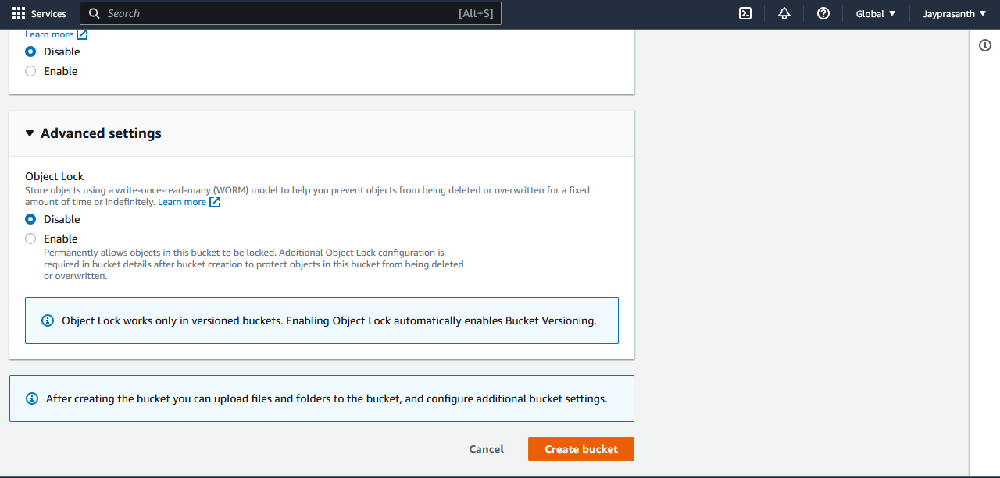 Services
Search
[Alt+S]
Global
Jayprasanth
Learn more
Disable
Enable
Advanced settings
Object Lock
Store objects using a write-once-read-many (WORM) model to help you prevent objects from being deleted or overwritten for a fixed
amount of time or indefinitely. Learn more
Disable
Enable
Permanently allows objects in this bucket to be locked. Additional Object Lock configuration is
required in bucket details after bucket creation to protect objects in this bucket from being deleted
or overwritten.
Object Lock works only in versioned buckets. Enabling Object Lock automatically enables Bucket Versioning.
After creating the bucket you can upload files and folders to the bucket, and configure additional bucket settings.
Cancel
Create bucket